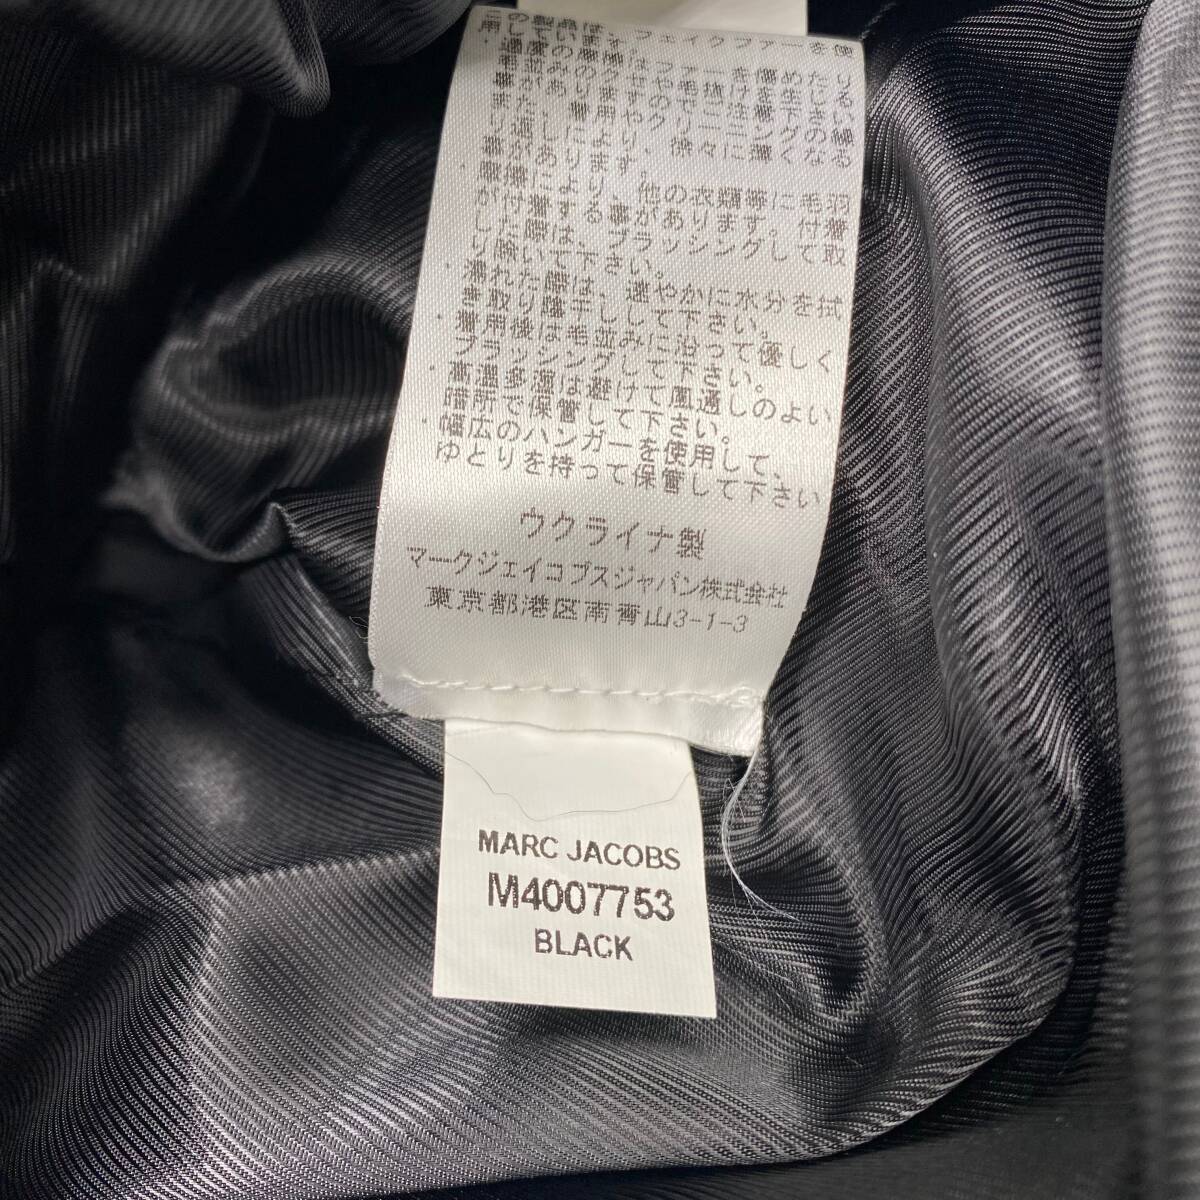 この製品は、フェイクファーを使
用しています。
・過度の摩擦はファーを傷めたり
毛並みのクセや毛抜けを生じる
事がありますので注意下さい
また、着用やクリーニングの繰
り返しにより、徐々に薄くなる
事があります。
・摩擦により、他の衣類等に毛羽
が付着する事があります。付着
した際は、ブラッシングして取
り除いて下さい。
・濡れた際は、速やかに水分を拭
き取り陰干しして下さい。
・着用後は毛並みに沿って優しく
ブラッシングして下さい。
・高温多湿は避けて風通しのよい
暗所で保管して下さい。
・幅広のハンガーを使用して、
ゆとりを持って保管して下さい
ウクライナ製
マークジェイコブスジャパン株式会社
東京都港区南青山3-1-3
MARC JACOBS
M4007753
BLACK